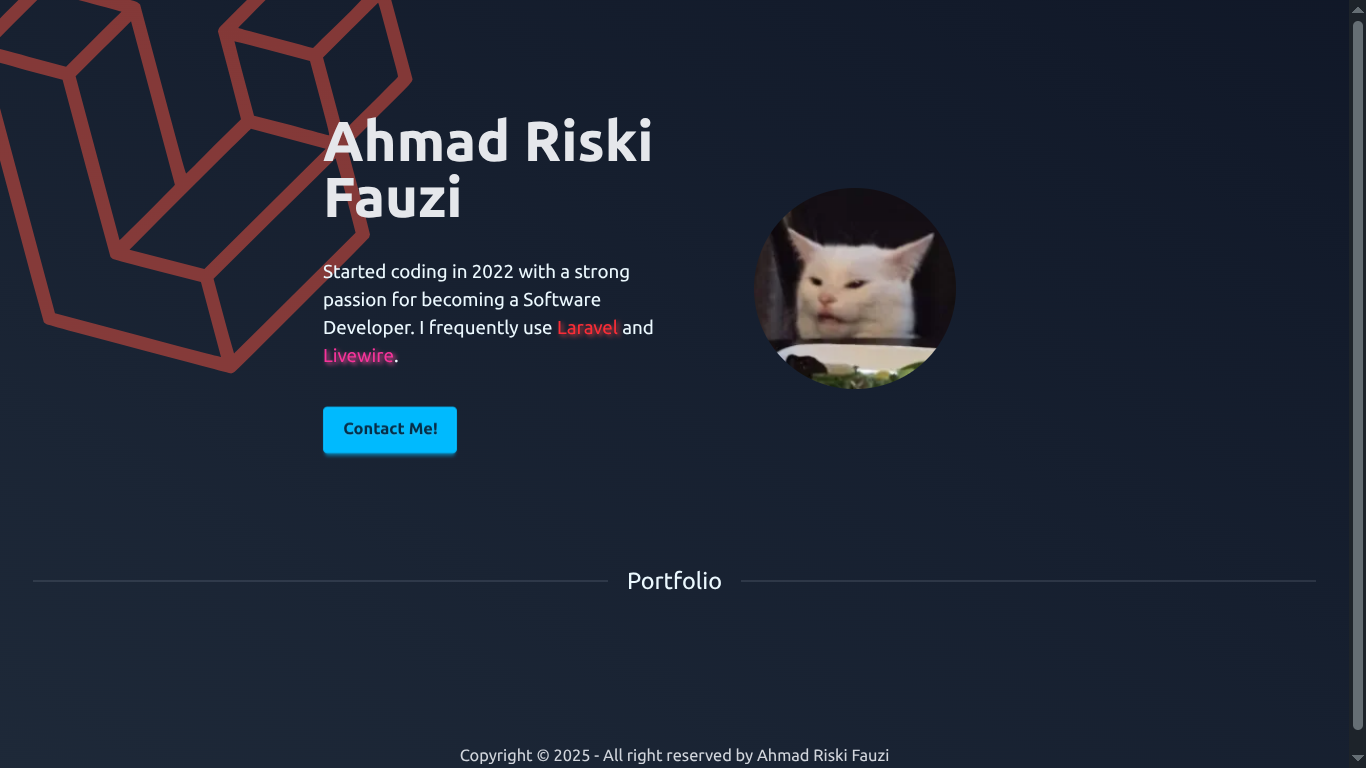 Ahmad Riski
Fauzi
Started coding in 2022 with a strong
passion for becoming a Software
Developer. I frequently use Laravel and
Livewire.
Contact Me!
Portfolio
Copyright © 2025 - All right reserved by Ahmad Riski Fauzi